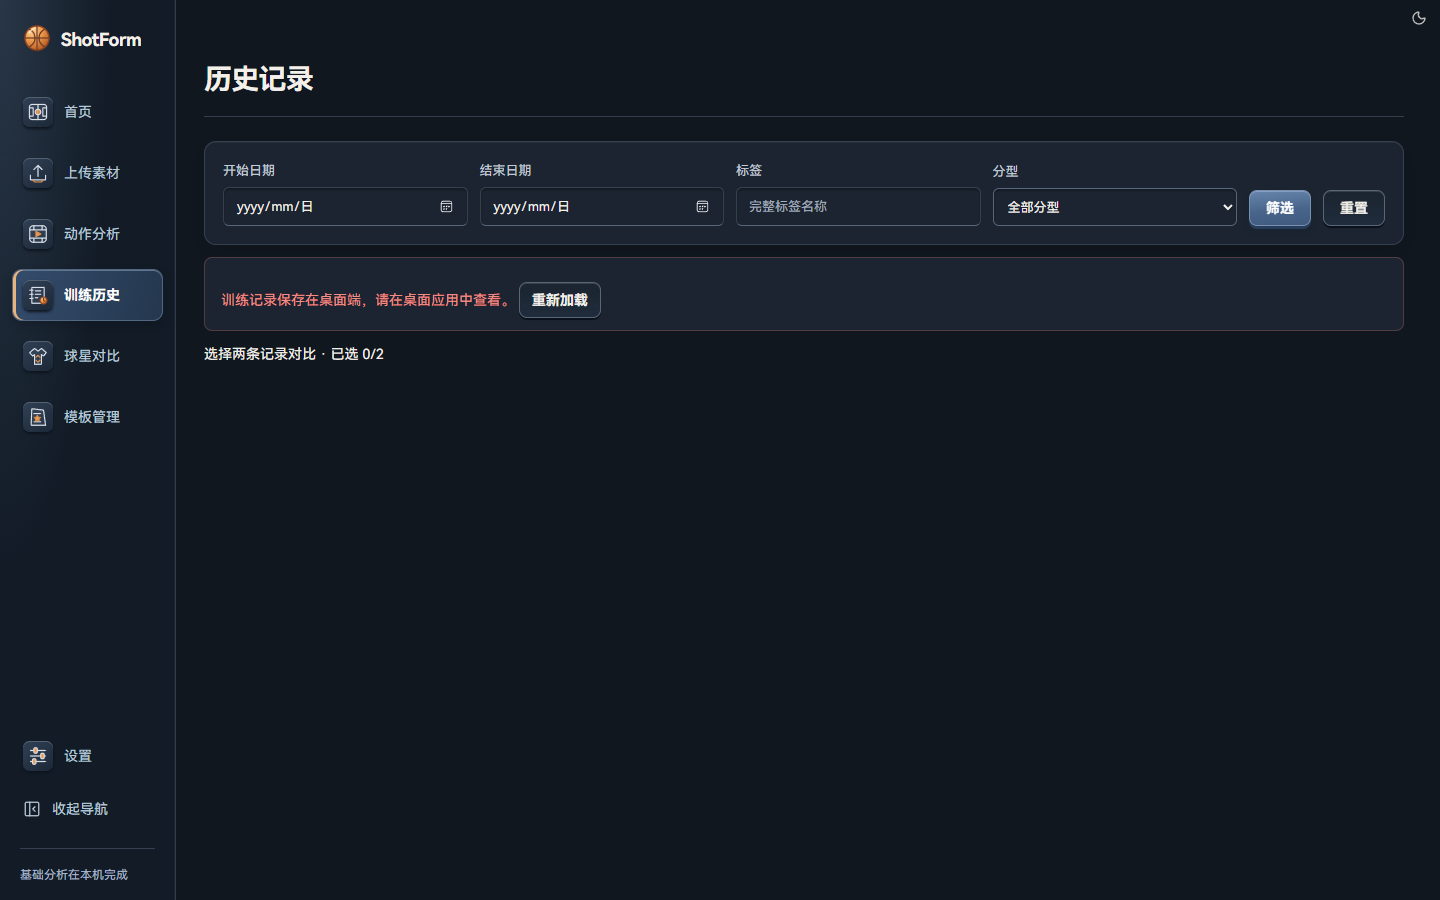 ShotForm
首页
上传素材
动作分析
训练历史
球星对比
模板管理
设置
收起导航
基础分析在本机完成
历史记录
开始日期
结束日期
标签
分型
yyyy/mm/日
yyyy/mm/日
完整标签名称
全部分型
筛选
重置
训练记录保存在桌面端，请在桌面应用中查看。 重新加载
选择两条记录对比 · 已选 0/2